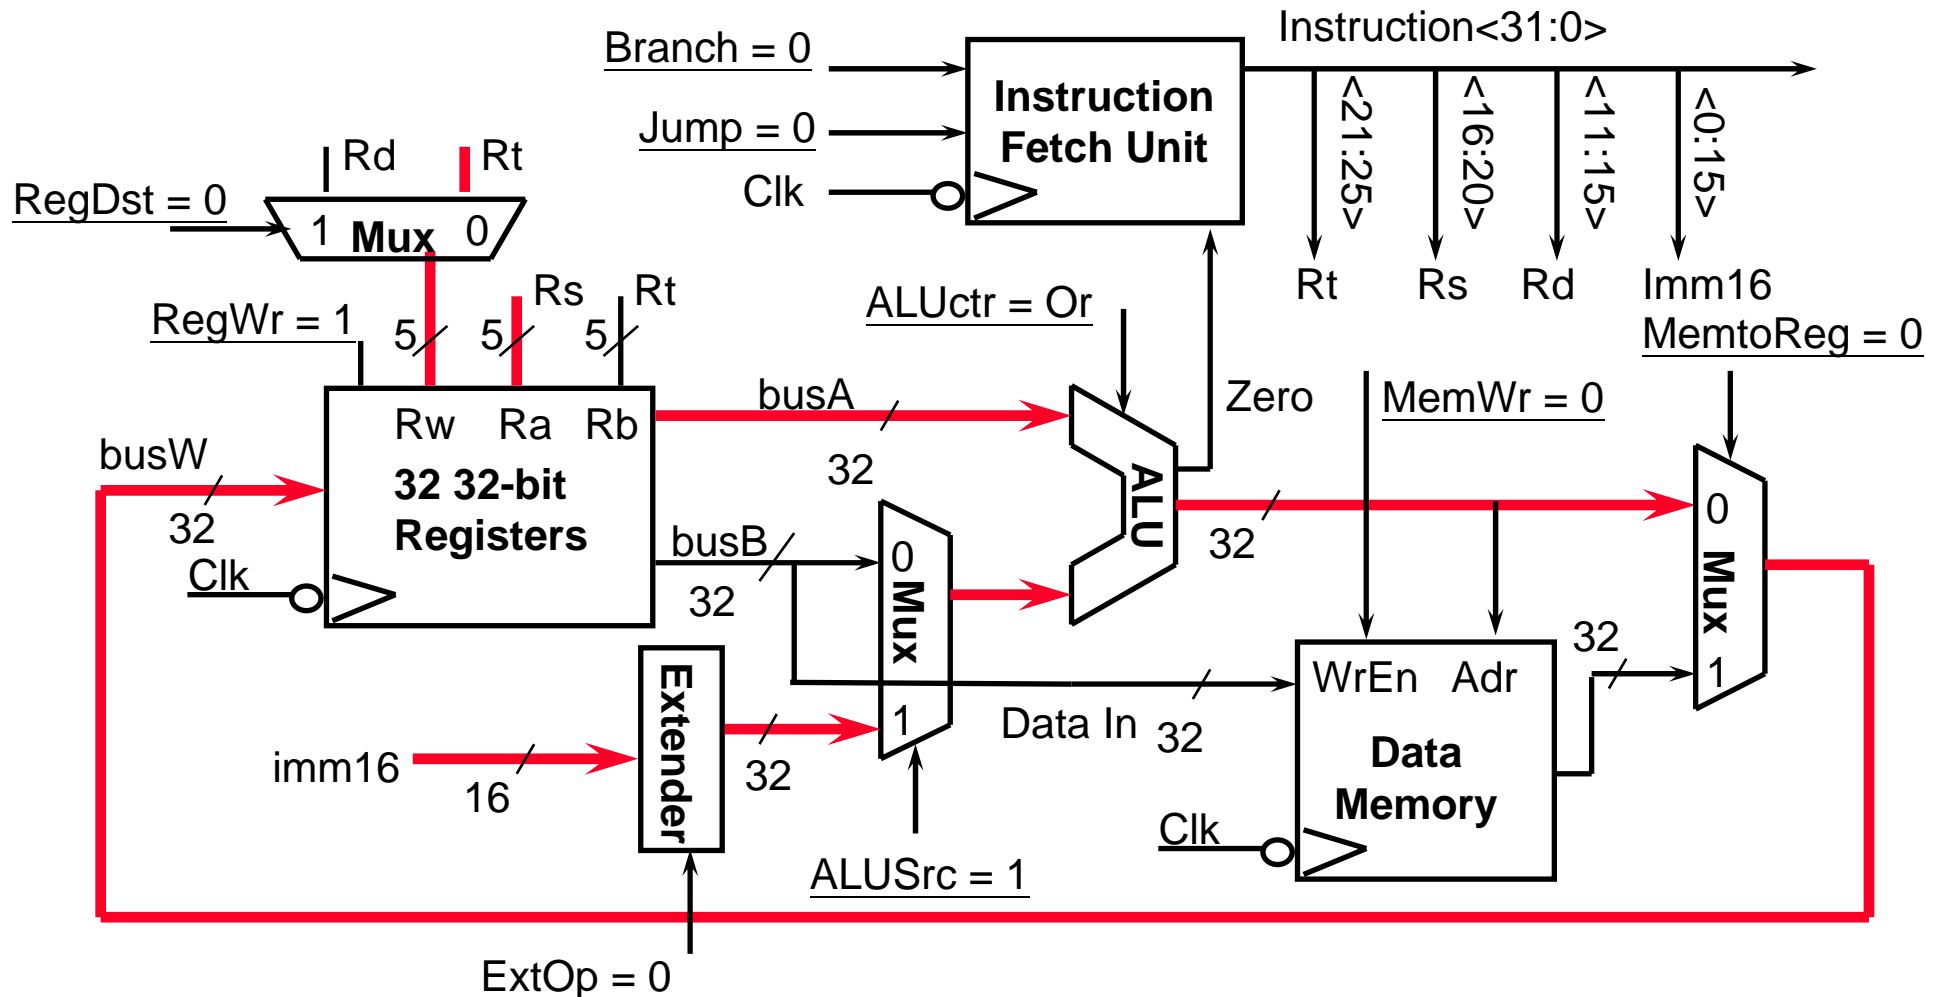 Instruction<31:0>
Branch = 0
Instruction
Fetch Unit
Jump = 0
Clk
<21:25>
<16:20>
<11:15>
<0:15>
Rt
Rs
Rd
Imm16
Rd
Rt
RegDst = 0
1
Mux
0
Rs
Rt
RegWr = 1
5
5
5
ALUctr = Or
MemtoReg = 0
busA
Zero
MemWr = 0
Rw
Ra
Rb
busW
32
32 32-bit
Registers
32
ALU
32
0
Mux
1
busB
32
Clk
0
Mux
1
32
Extender
WrEn
Adr
Data In
32
imm16
16
32
Data
Memory
Clk
ALUSrc = 1
ExtOp = 0